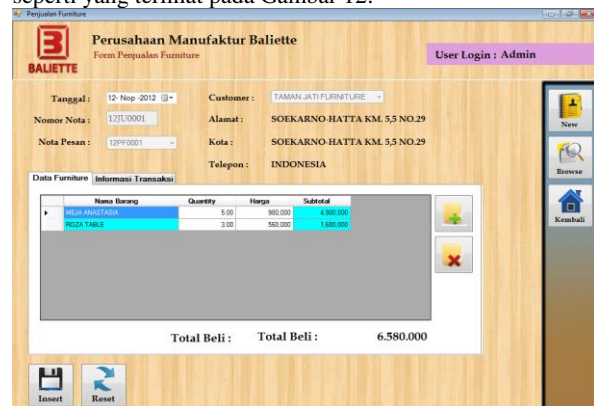 seperti yang terlihat pada Gambar 12.
Penjualan Furniture
Perusahaan Manufaktur Baliette
Form Penjualan Furniture
BALIETTE
User Login : Admin
Tanggal : 12- Nop -2012 Customer : TAMAN JATI FURNITURE
Nomor Nota : 12JU0001 Alamat : SOEKARNO-HATTA KM. 5,5 NO.29
Nota Pesan : 12PF0001 Kota : SOEKARNO-HATTA KM. 5,5 NO.29
Telepon : INDONESIA
Data Furniture Informasi Transaksi
Nama Barang Quantity Harga Subtotal
MEJA ANASTASIA 5.00 980,000 4,900,000
ROZA TABLE 3.00 560,000 1,680,000
Total Beli : Total Beli : 6.580.000
Insert Reset
New
Browse
Kembali